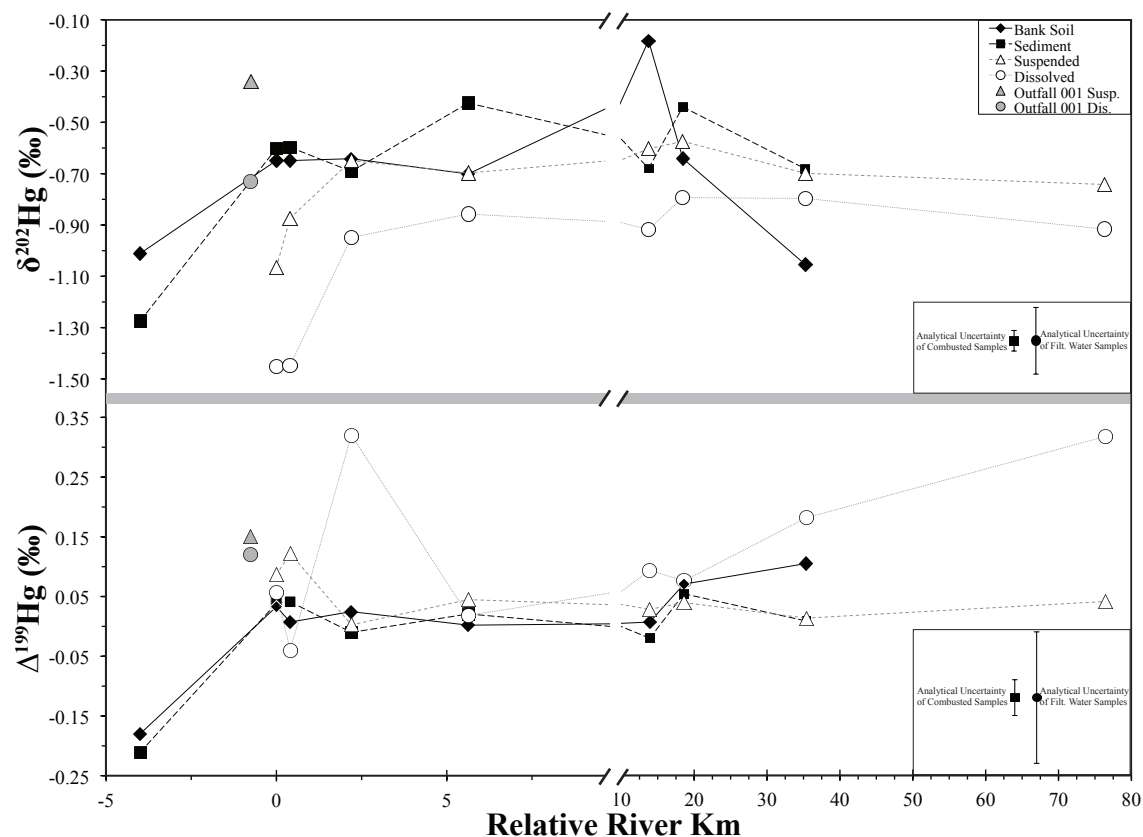 -0.10
-0.30
-0.50
-0.70
-0.90
-1.10
-1.30
-1.50
δ²⁰²Hg (‰)
Bank Soil
Sediment
Suspended
Dissolved
Outfall 001 Susp.
Outfall 001 Dis.
Analytical Uncertainty
of Combusted Samples
Analytical Uncertainty
of Filt. Water Samples
0.35
0.25
0.15
0.05
-0.05
-0.15
-0.25
Δ¹⁹⁹Hg (‰)
Analytical Uncertainty
of Combusted Samples
Analytical Uncertainty
of Filt. Water Samples
-5 0 5 10 20 30 40 50 60 70 80
Relative River Km